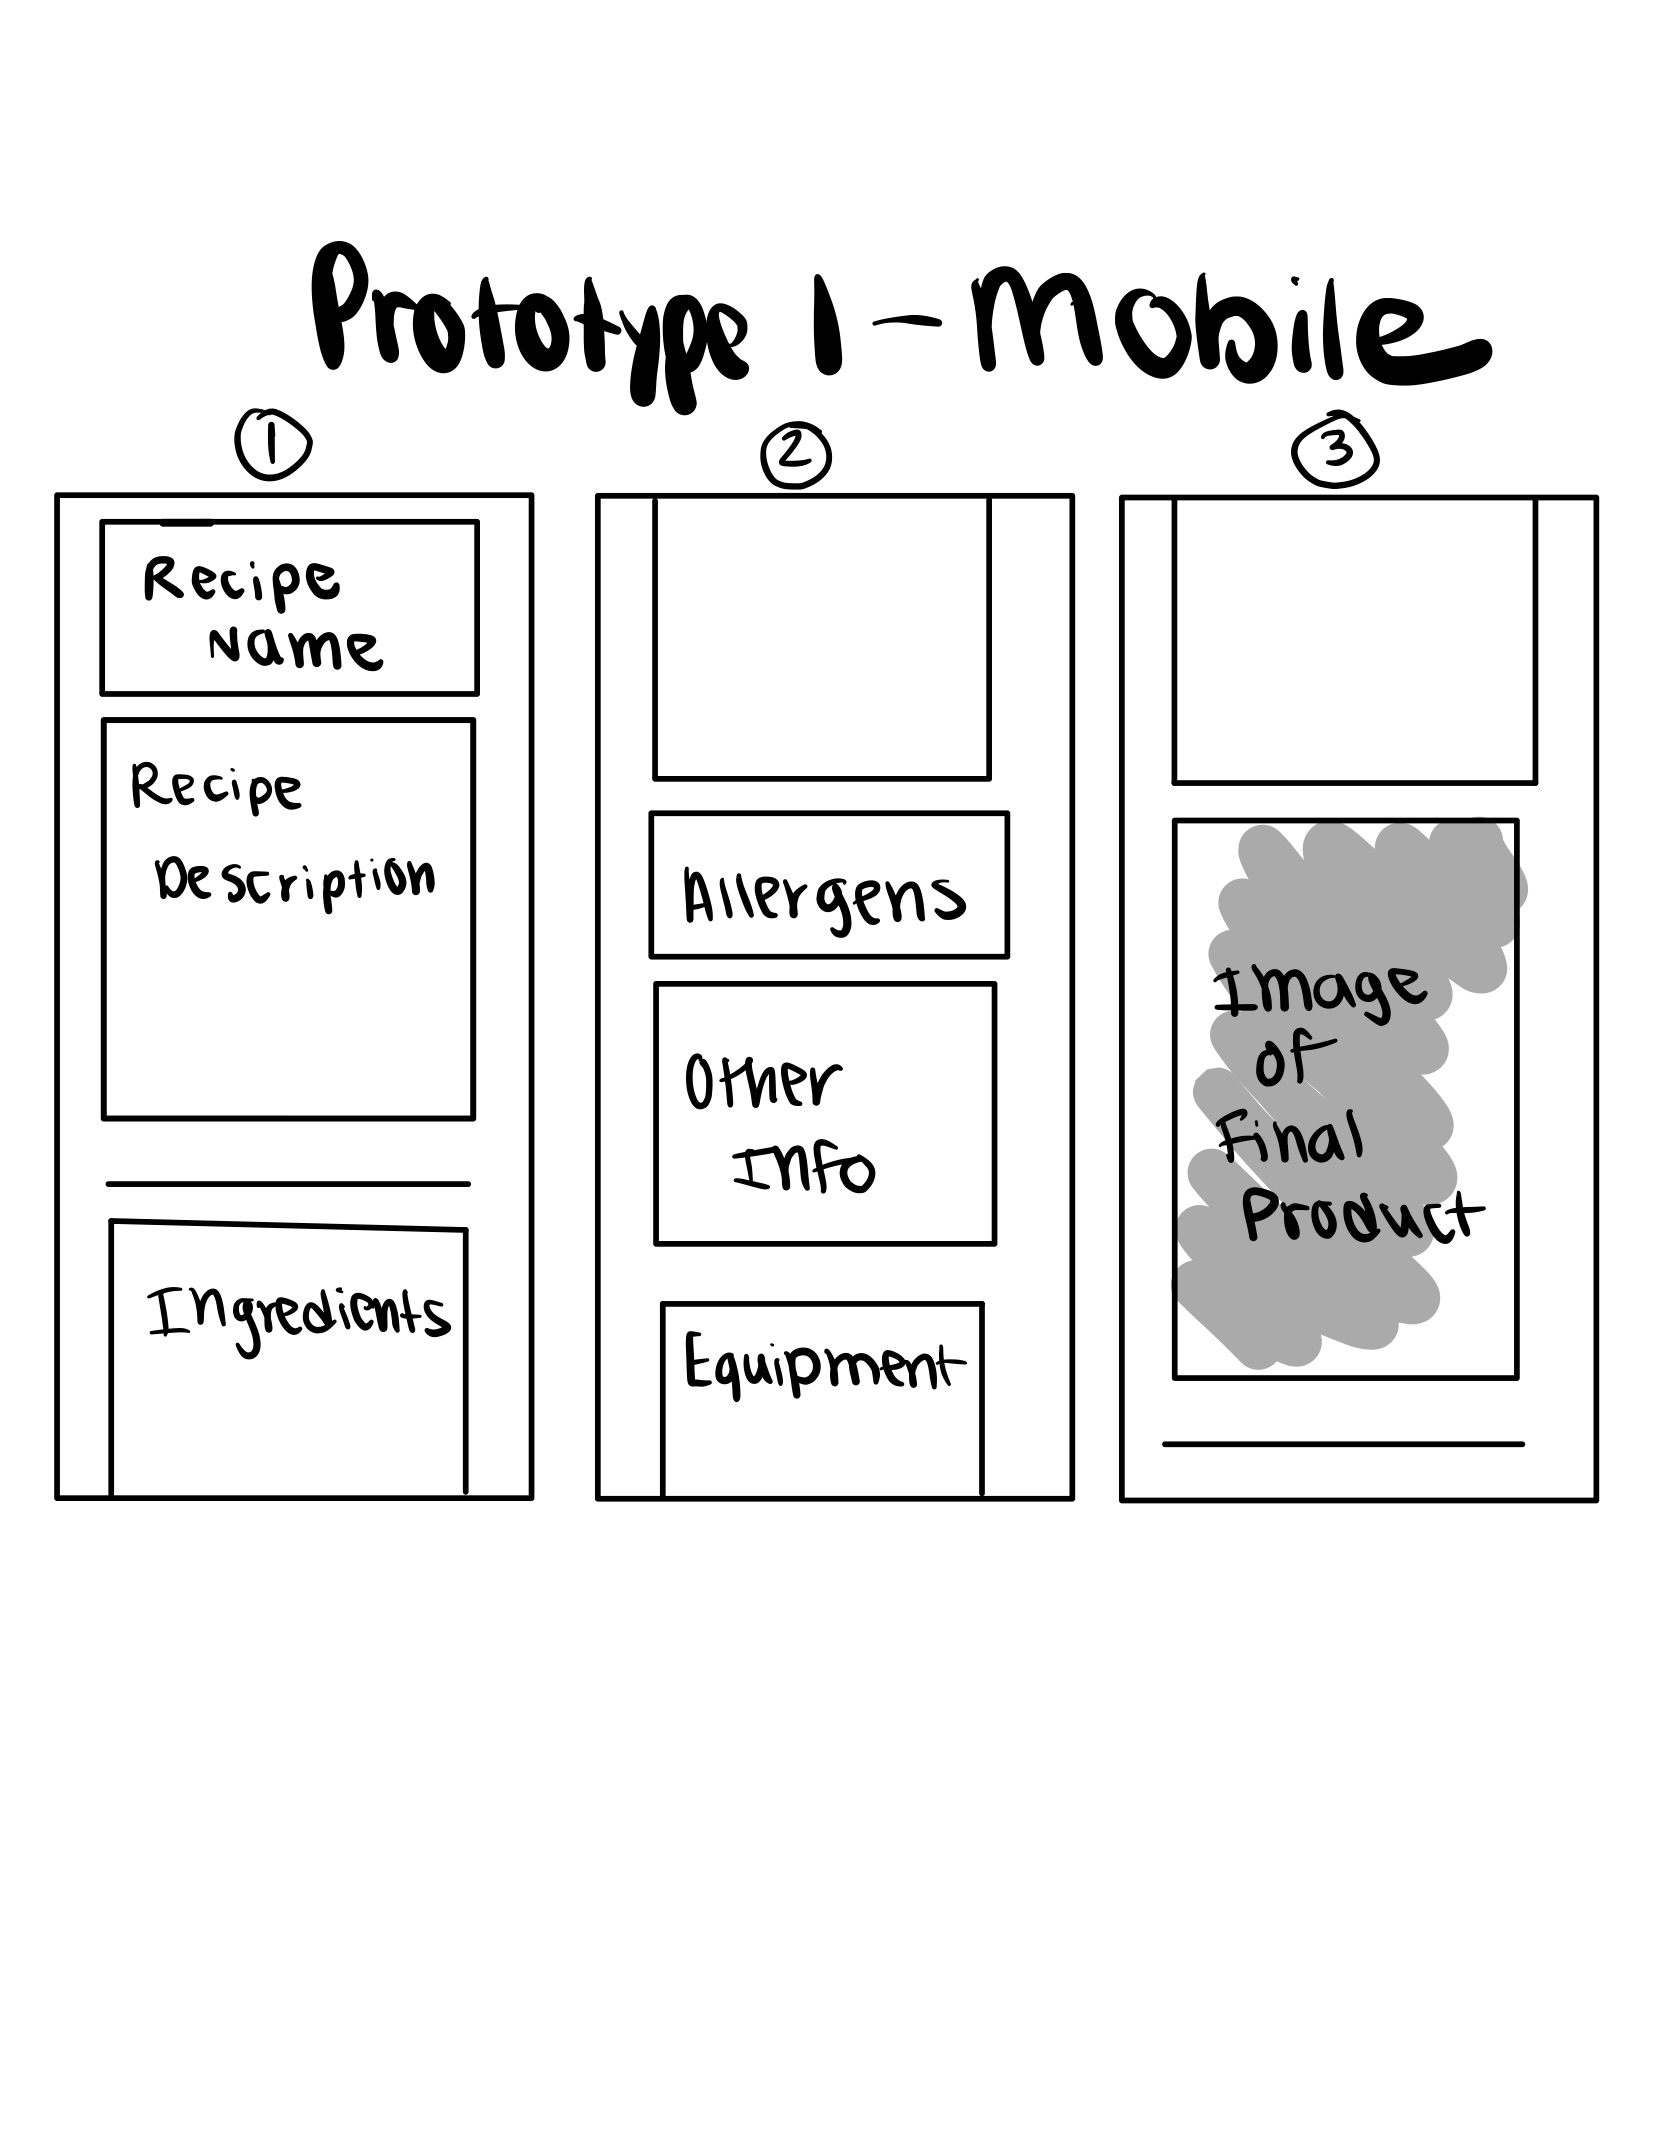 Prototype 1 - Mobile
1
2
3
Recipe
Name
Recipe
Description
Ingredients
Allergens
Other
Info
Equipment
Image
of
Final
Product